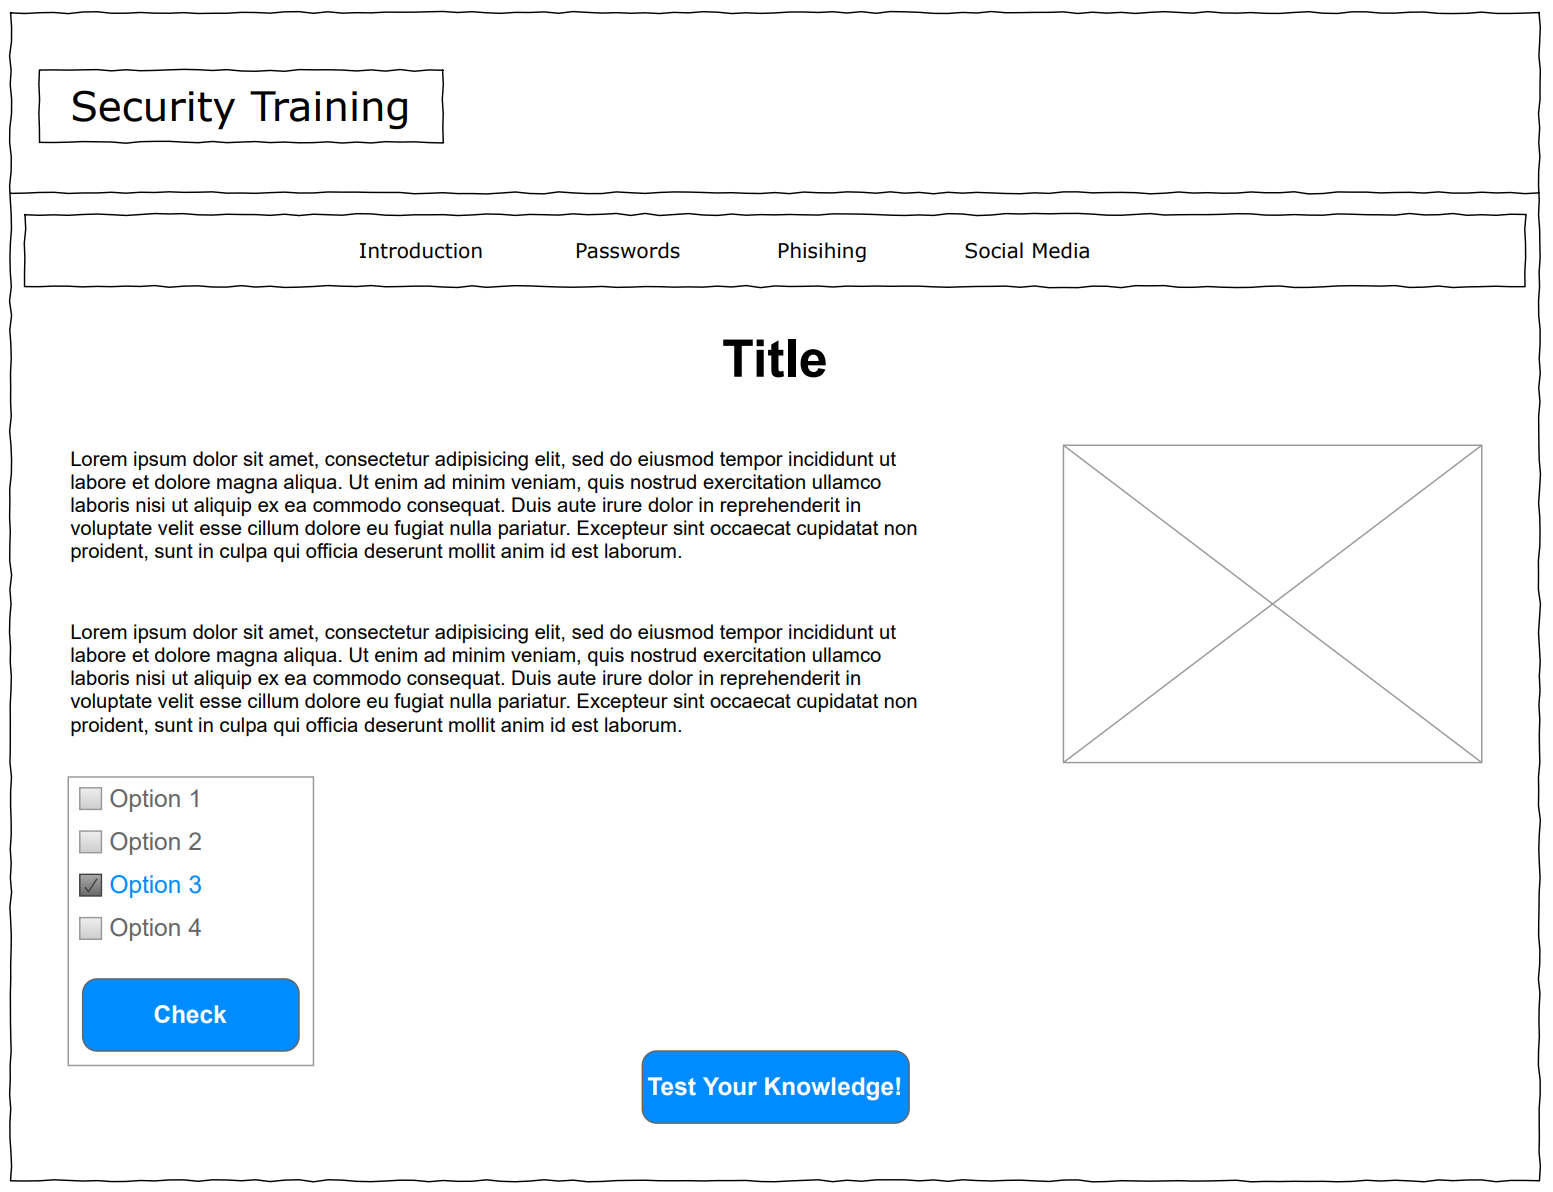 Security Training
Introduction Passwords Phisihing Social Media
Title
Lorem ipsum dolor sit amet, consectetur adipisicing elit, sed do eiusmod tempor incididunt ut
labore et dolore magna aliqua. Ut enim ad minim veniam, quis nostrud exercitation ullamco
laboris nisi ut aliquip ex ea commodo consequat. Duis aute irure dolor in reprehenderit in
voluptate velit esse cillum dolore eu fugiat nulla pariatur. Excepteur sint occaecat cupidatat non
proident, sunt in culpa qui officia deserunt mollit anim id est laborum.
Lorem ipsum dolor sit amet, consectetur adipisicing elit, sed do eiusmod tempor incididunt ut
labore et dolore magna aliqua. Ut enim ad minim veniam, quis nostrud exercitation ullamco
laboris nisi ut aliquip ex ea commodo consequat. Duis aute irure dolor in reprehenderit in
voluptate velit esse cillum dolore eu fugiat nulla pariatur. Excepteur sint occaecat cupidatat non
proident, sunt in culpa qui officia deserunt mollit anim id est laborum.
Option 1
Option 2
Option 3
Option 4
Check
Test Your Knowledge!